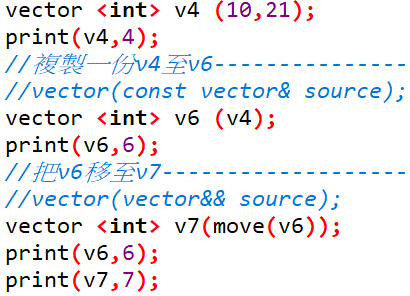 vector <int> v4 (10,21);
print(v4,4);
//複製一份v4至v6---------------
//vector(const vector& source);
vector <int> v6 (v4);
print(v6,6);
//把v6移至v7-------------------
//vector(vector&& source);
vector <int> v7(move(v6));
print(v6,6);
print(v7,7);